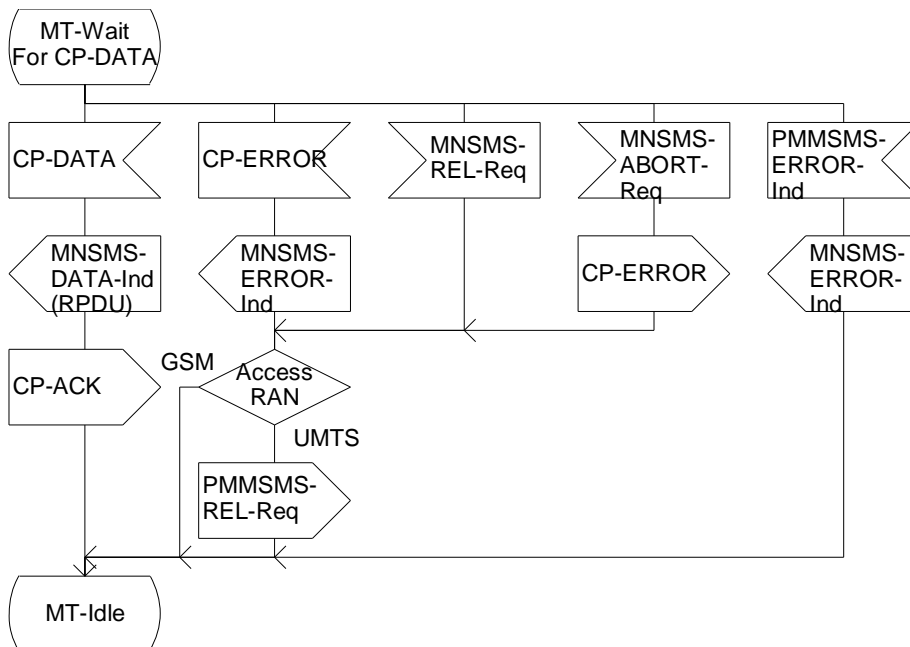 MT-Wait
For CP-DATA
CP-DATA
CP-ERROR
MNSMS-
REL-Req
MNSMS-
ABORT-
Req
PMMSMS-
ERROR-
Ind
MNSMS-
DATA-Ind
(RPDU)
MNSMS-
ERROR-
Ind
CP-ERROR
MNSMS-
ERROR-
Ind
CP-ACK
GSM
Access
RAN
UMTS
PMMSMS-
REL-Req
MT-Idle